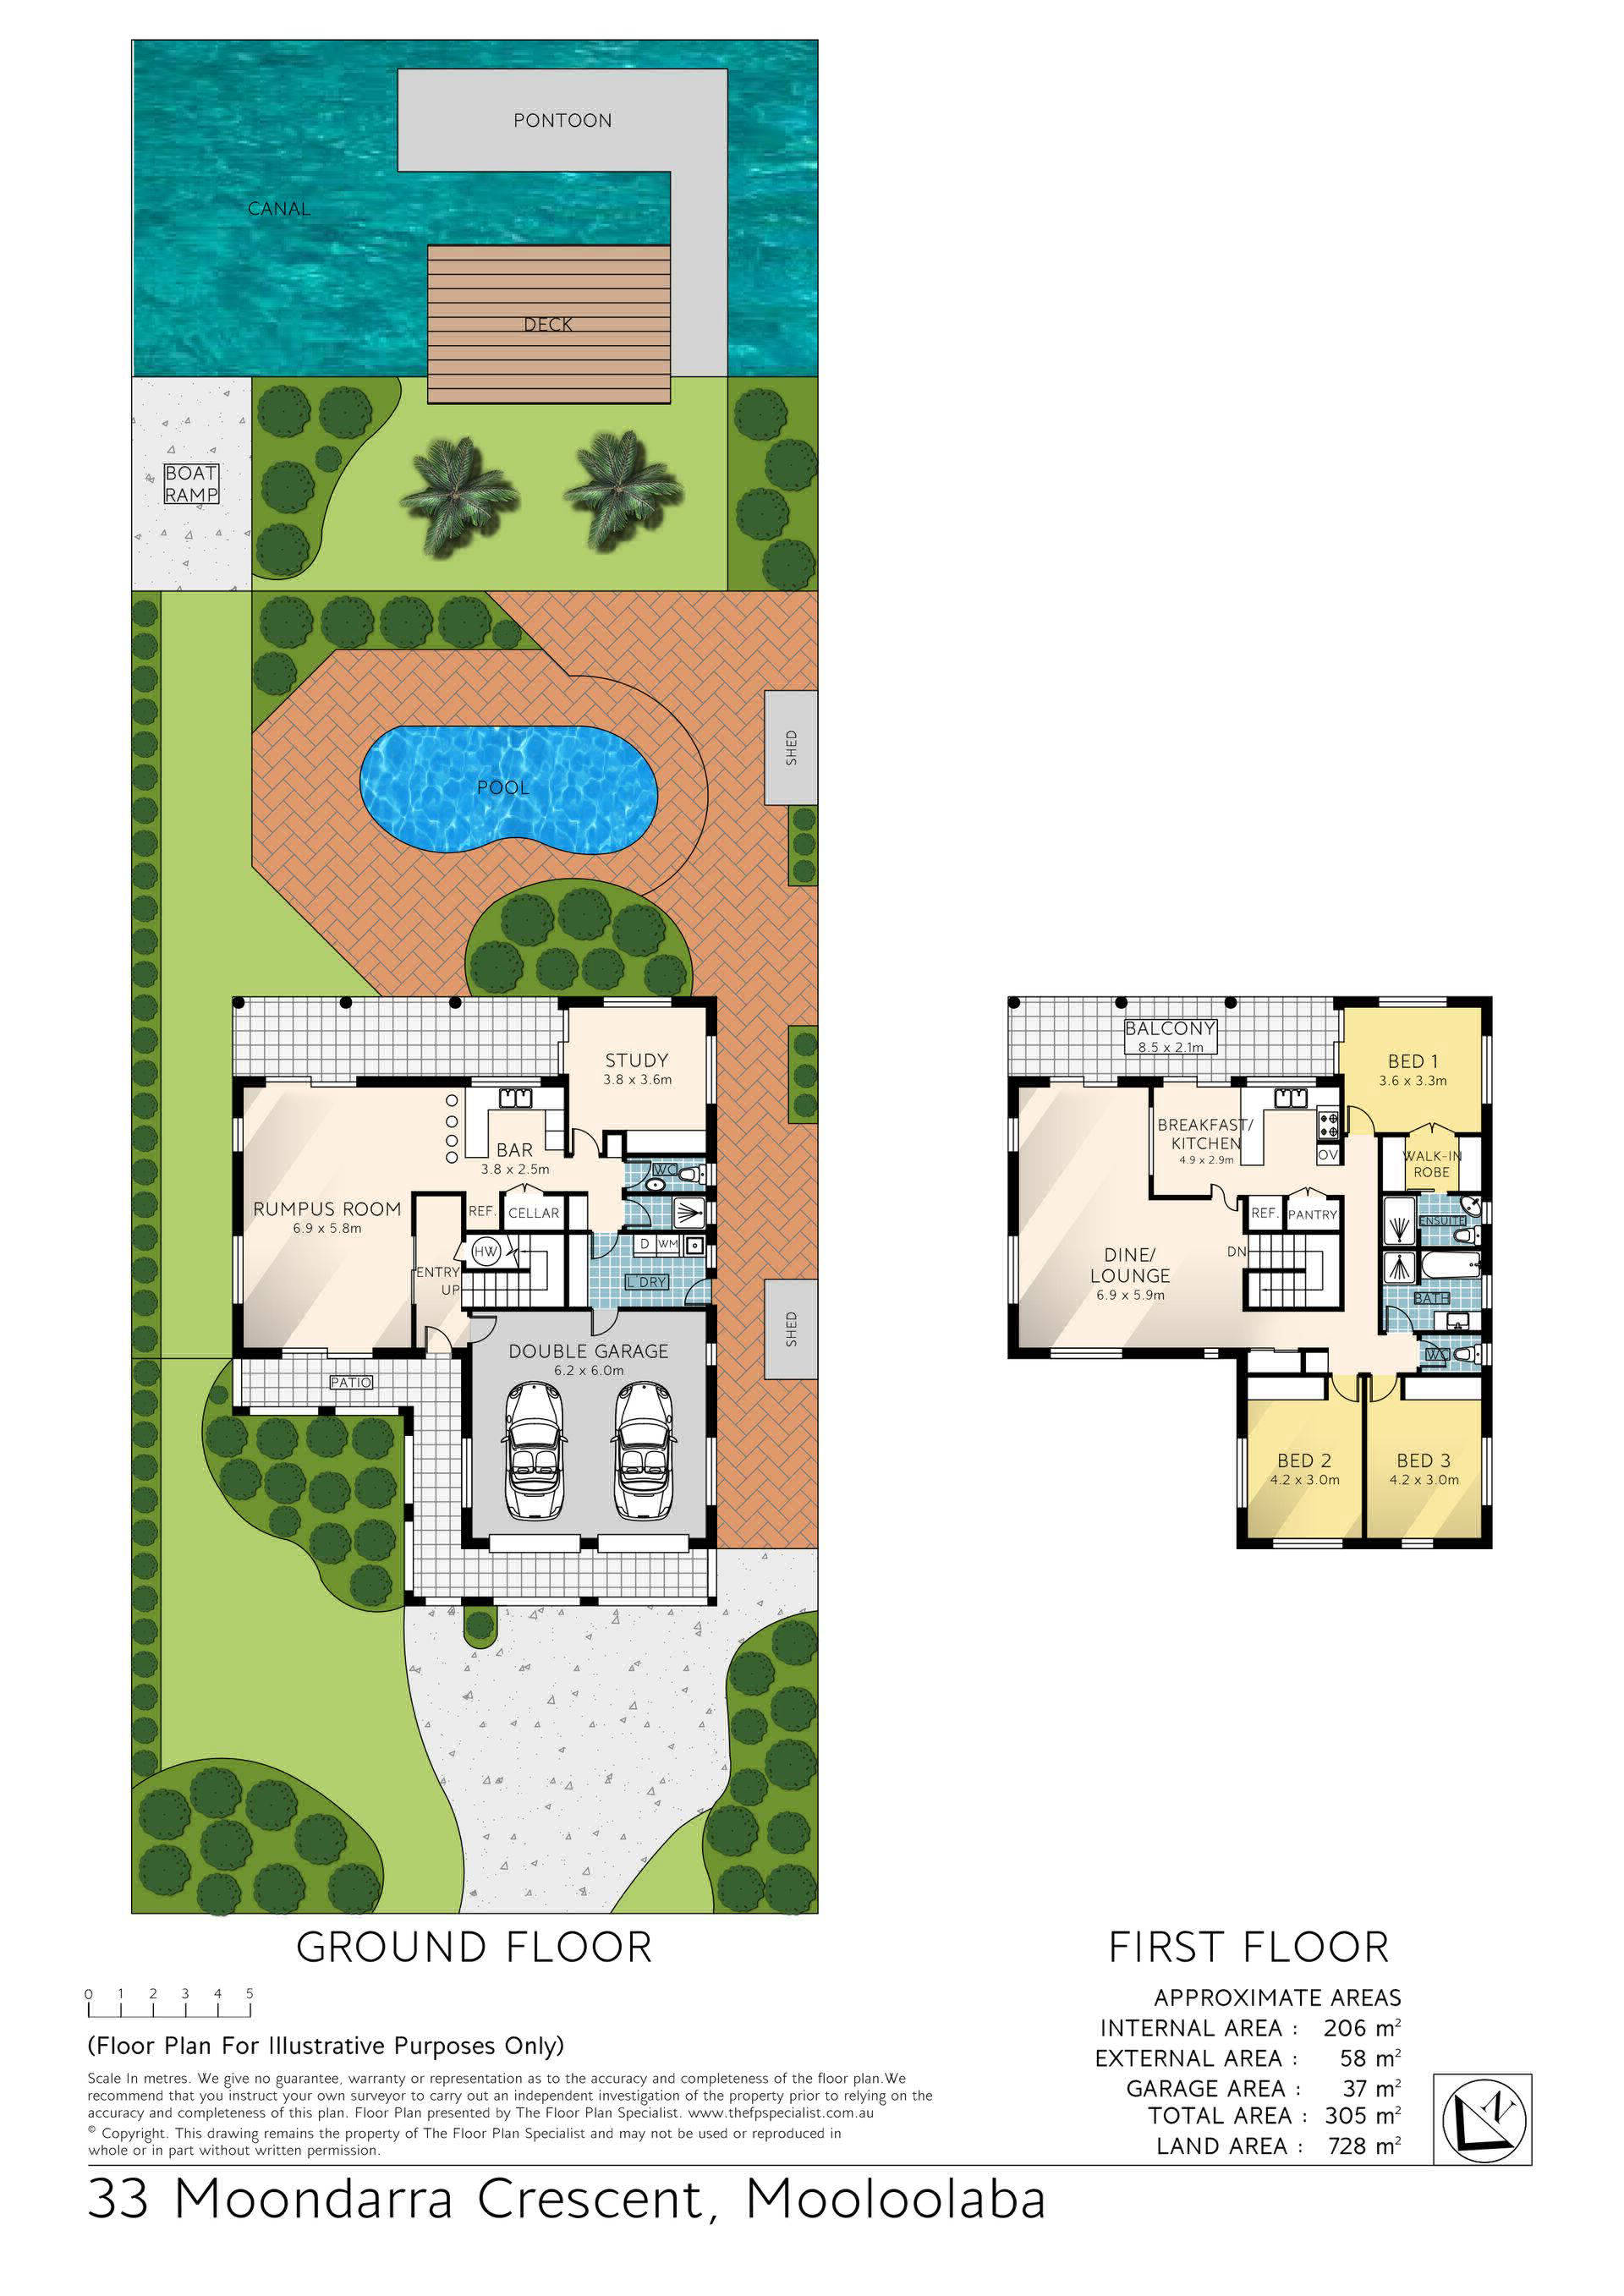 PONTOON
CANAL
DECK
BOAT
RAMP
SHED
POOL
STUDY
3.8 x 3.6m
BAR
3.8 x 2.5m
WC
RUMPUS ROOM
6.9 x 5.8m
REF.
CELLAR
HW
D
WM
ENTRY
UP
L'DRY
SHED
DOUBLE GARAGE
6.2 x 6.0m
PATIO
BALCONY
8.5 x 2.1m
BED 1
3.6 x 3.3m
BREAKFAST/
KITCHEN
4.9 x 2.9m
OV
WALK-IN
ROBE
REF.
PANTRY
ENSUITE
DN
DINE/
LOUNGE
6.9 x 5.9m
BATH
WC
BED 2
4.2 x 3.0m
BED 3
4.2 x 3.0m
GROUND FLOOR
FIRST FLOOR
0 1 2 3 4 5
(Floor Plan For Illustrative Purposes Only)
Scale In metres. We give no guarantee, warranty or representation as to the accuracy and completeness of the floor plan.We
recommend that you instruct your own surveyor to carry out an independent investigation of the property prior to relying on the
accuracy and completeness of this plan. Floor Plan presented by The Floor Plan Specialist. www.thefpspecialist.com.au
© Copyright. This drawing remains the property of The Floor Plan Specialist and may not be used or reproduced in
whole or in part without written permission.
APPROXIMATE AREAS
INTERNAL AREA : 206 m²
EXTERNAL AREA : 58 m²
GARAGE AREA : 37 m²
TOTAL AREA : 305 m²
LAND AREA : 728 m²
N
33 Moondarra Crescent, Mooloolaba